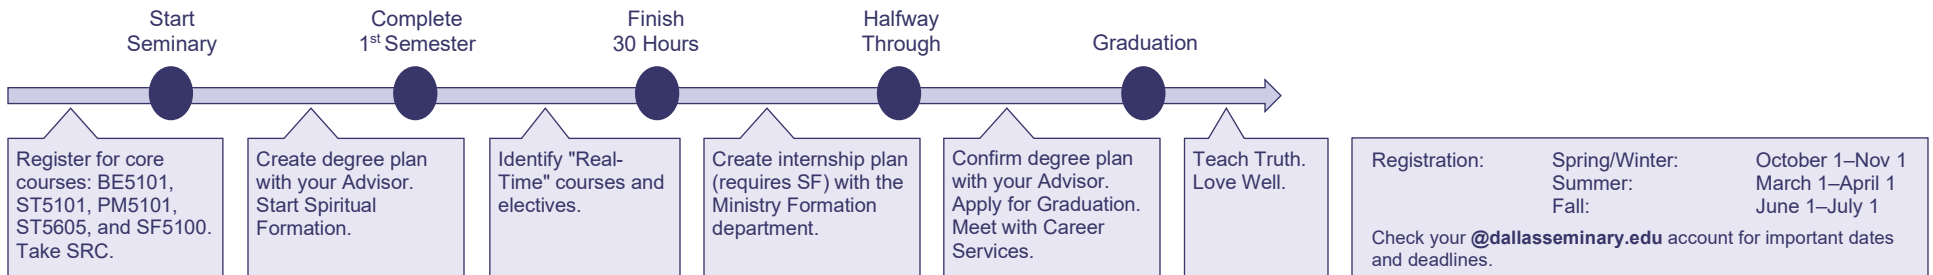 Start
Seminary
Complete
1st Semester
Finish
30 Hours
Halfway
Through
Graduation
Register for core
courses: BE5101,
ST5101, PM5101,
ST5605, and SF5100.
Take SRC.
Create degree plan
with your Advisor.
Start Spiritual
Formation.
Identify "Real-
Time" courses and
electives.
Create internship plan
(requires SF) with the
Ministry Formation
department.
Confirm degree plan
with your Advisor.
Apply for Graduation.
Meet with Career
Services.
Teach Truth.
Love Well.
Registration: Spring/Winter: October 1–Nov 1
Summer: March 1–April 1
Fall: June 1–July 1
Check your @dallasseminary.edu account for important dates
and deadlines.